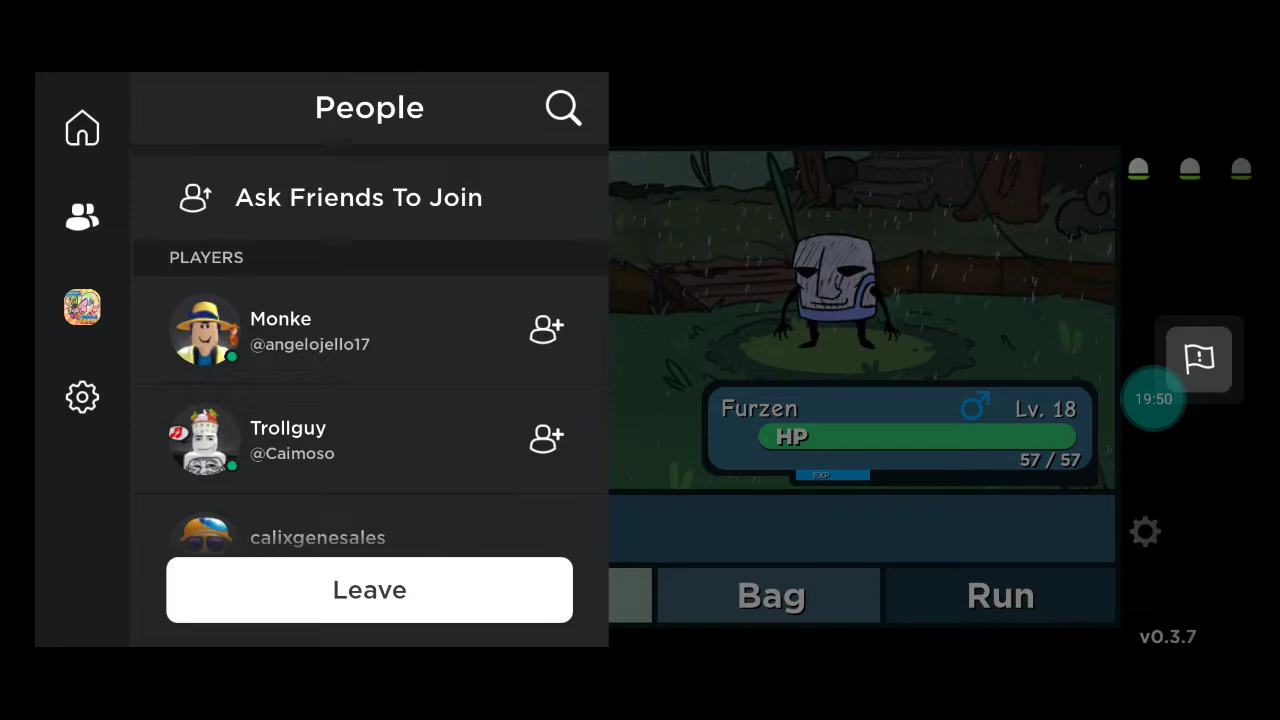 People
Ask Friends To Join
PLAYERS
Monke
@angelojello17
Trollguy
@Caimoso
calixgenesales
Leave
Furzen
Lv. 18
HP
57 / 57
EXP
Bag
Run
19:50
v0.3.7